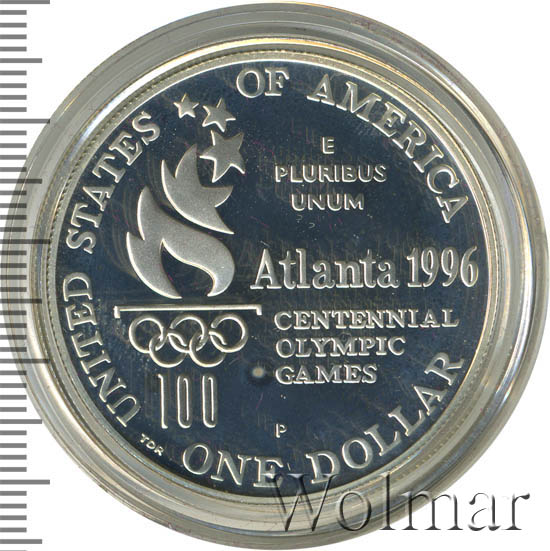 UNITED STATES OF AMERICA
E
PLURIBUS
UNUM
Atlanta 1996
CENTENNIAL
OLYMPIC
GAMES
100
P
TDR
ONE DOLLAR
Wolmar